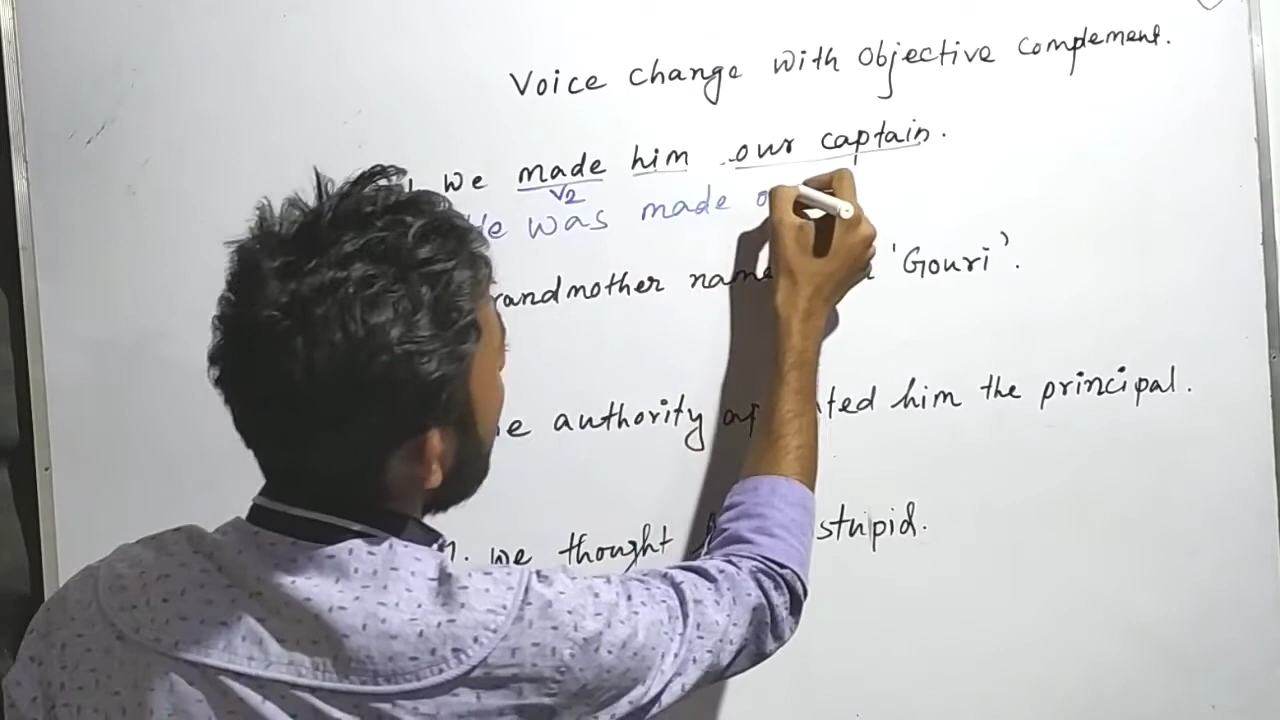 Voice change with objective complement.
we made him our captain.
V2
He was made
randmother 'Gouri'.
authority him the principal.
we thought stupid.